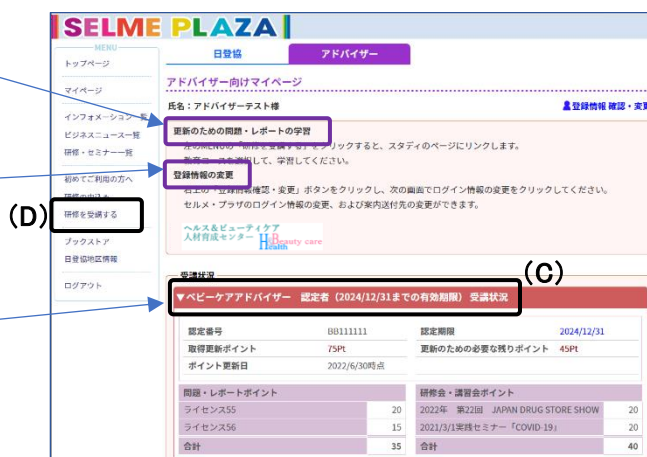 SELME PLAZA
MENU
トップページ
マイページ
インフォメーション一覧
ビジネスニュース一覧
研修・セミナー一覧
初めてご利用の方へ
研修を受講する
ブックストア
日登協地区情報
ログアウト
(D)
日登協
アドバイザー
アドバイザー向けマイページ
氏名：アドバイザーテスト様
登録情報 確認・変
更新のための問題・レポートの学習
左のMENUの「研修を受講する」をクリックすると、スタディのページにリンクします。
教育コースを選択して、学習してください。
登録情報の変更
右上の「登録情報確認・変更」ボタンをクリックし、次の画面でログイン情報の変更をクリックしてください。
セルメ・プラザのログイン情報の変更、および案内送付先の変更ができます。
ヘルス&ビューティケア
人材育成センター
Health
Beauty care
(C)
受講状況
▼ベビーケアアドバイザー 認定者（2024/12/31までの有効期限） 受講状況
認定番号 BB111111 認定期限 2024/12/31
取得更新ポイント 75Pt 更新のための必要な残りポイント 45Pt
ポイント更新日 2022/6/30時点
問題・レポートポイント 研修会・講習会ポイント
ライセンス55 20 2022年 第22回 JAPAN DRUG STORE SHOW 20
ライセンス56 15 2021/3/1実践セミナー「COVID-19」 20
合計 35 合計 40